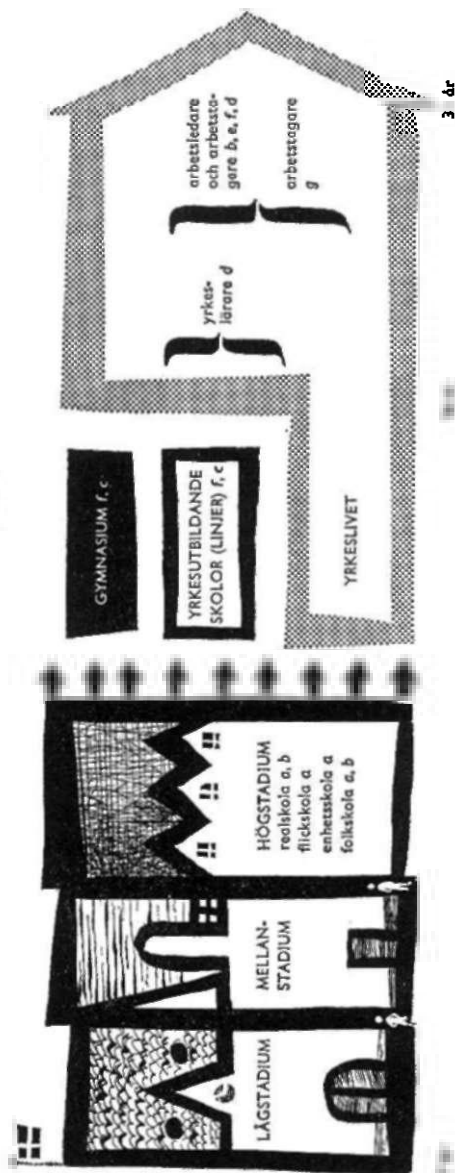 LÅGSTADIUM
MELLAN-
STADIUM
HÖGSTADIUM
realskola a, b
flickskola a
enhetsskola a
folkskola a, b
GYMNASIUM f, c
YRKESUTBILDANDE
SKOLOR (LINJER) f, c
YRKESLIVET
yrkes-
lärare d
arbetsledare
och arbetsta-
gare b, e, f, d
arbetstagare
g
3 år